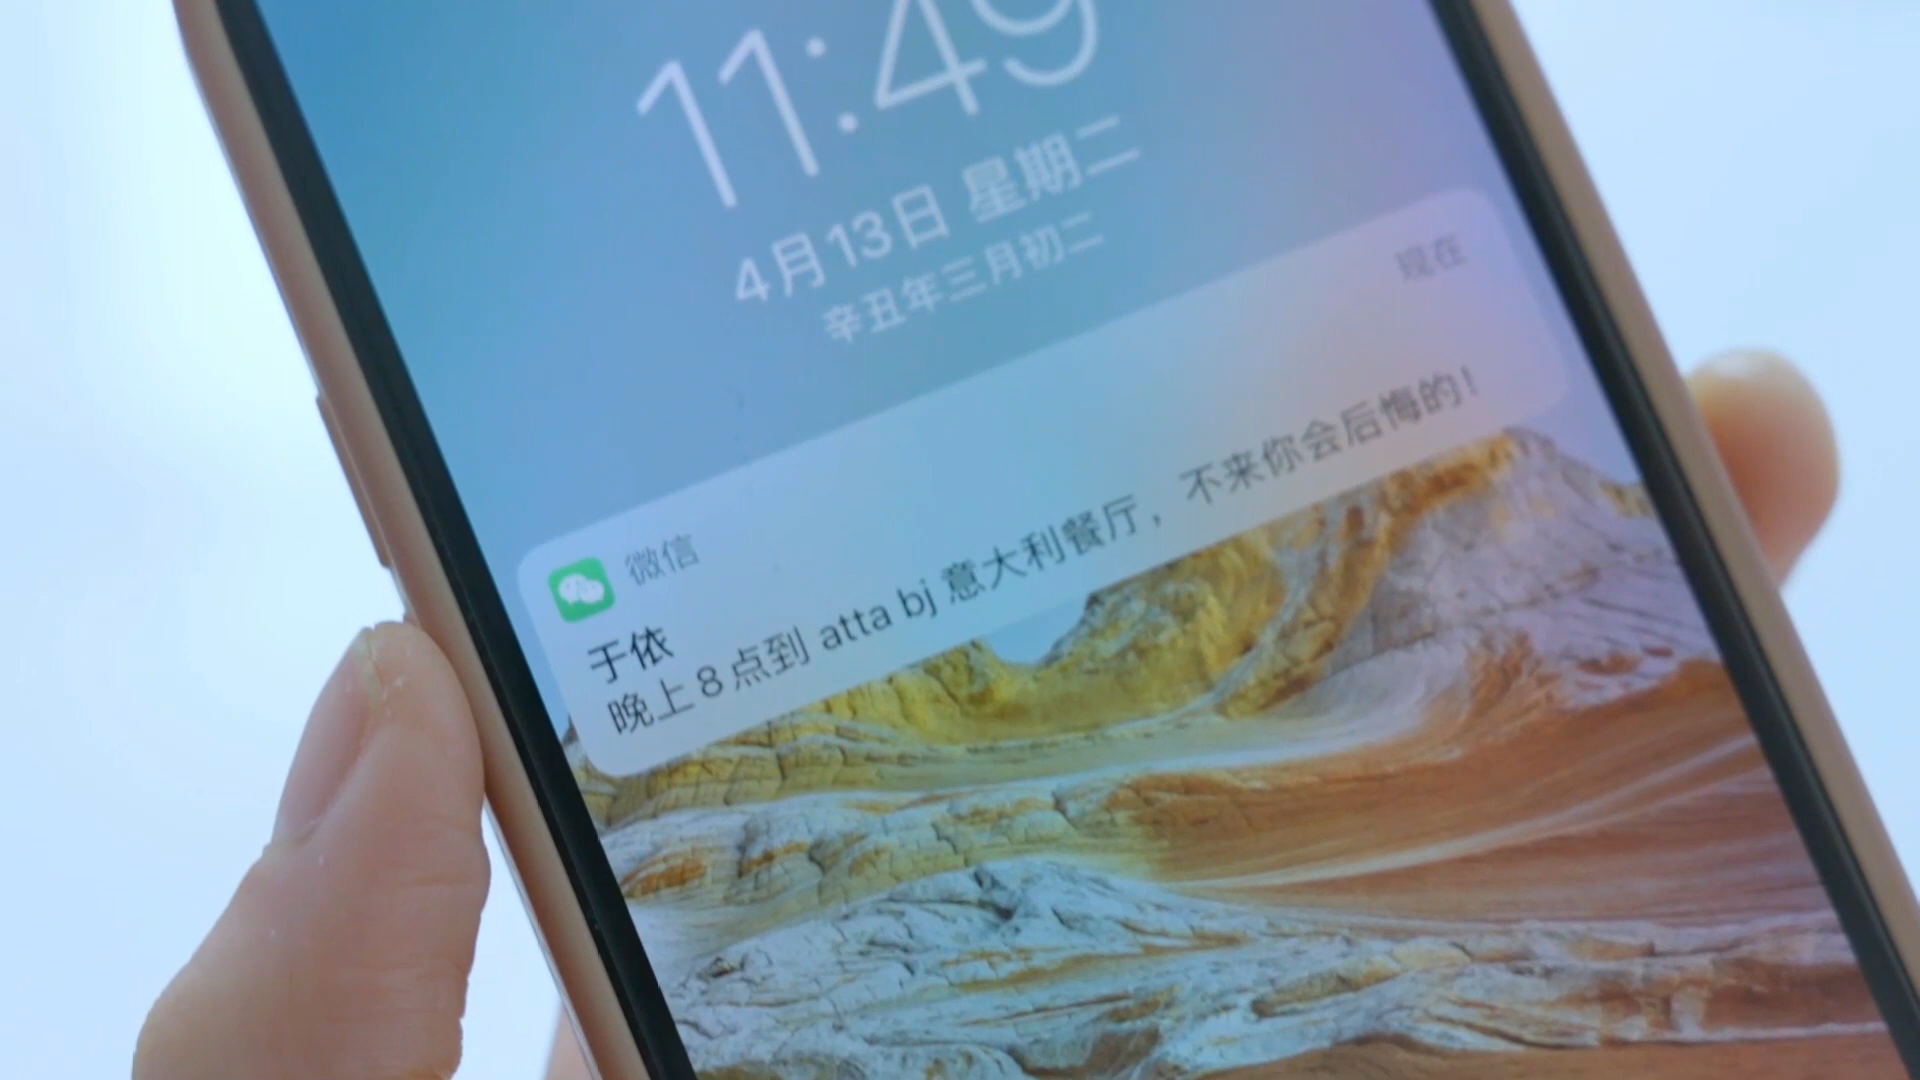 11:49
4月13日 星期二
辛丑年三月初二
微信 现在
于依
晚上8点到 atta bj 意大利餐厅，不来你会后悔的！